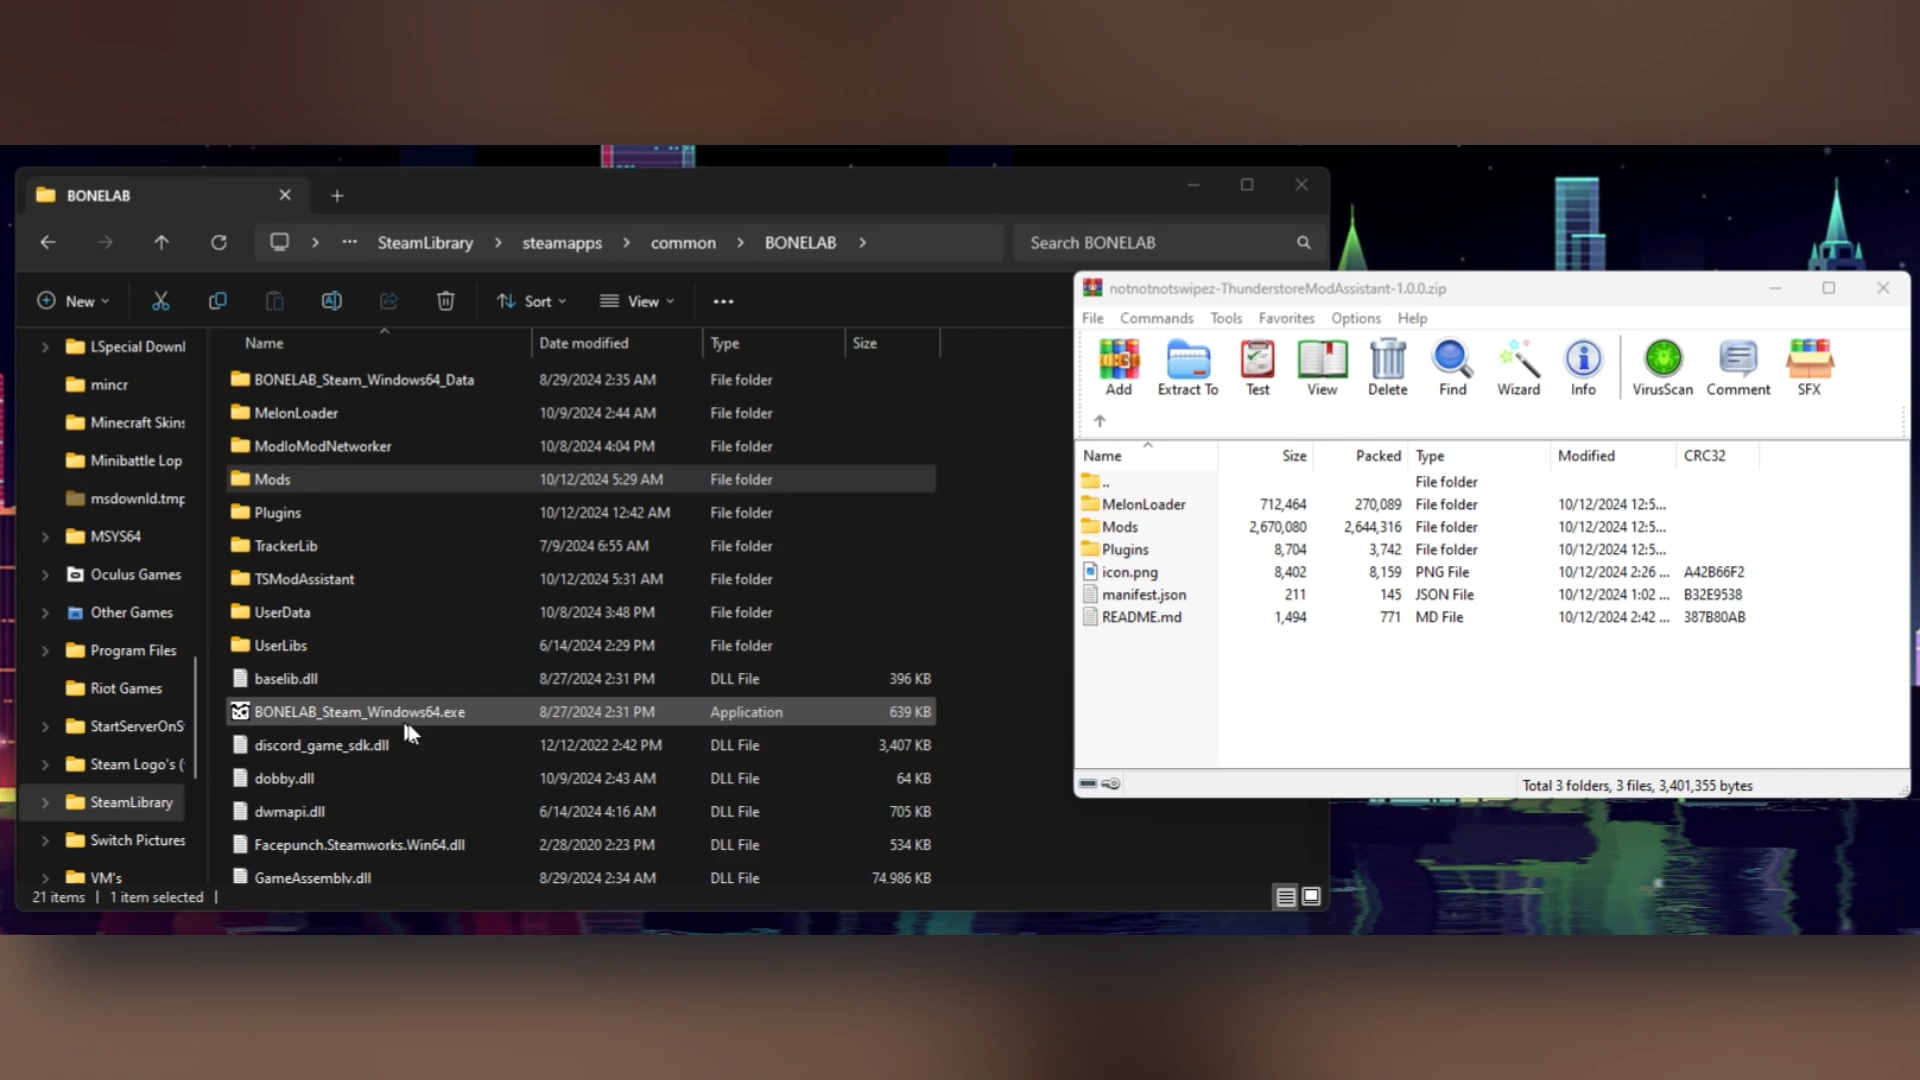 BONELAB
SteamLibrary
steamapps
common
BONELAB
Search BONELAB
New
Sort
View
Name
Date modified
Type
Size
LSpecial Downl
mincr
Minecraft Skins
Minibattle Lop
msdownld.tmp
MSYS64
Oculus Games
Other Games
Program Files
Riot Games
StartServerOnS
Steam Logo's (
SteamLibrary
Switch Pictures
VM's
BONELAB_Steam_Windows64_Data 8/29/2024 2:35 AM File folder
MelonLoader 10/9/2024 2:44 AM File folder
ModIoModNetworker 10/8/2024 4:04 PM File folder
Mods 10/12/2024 5:29 AM File folder
Plugins 10/12/2024 12:42 AM File folder
TrackerLib 7/9/2024 6:55 AM File folder
TSModAssistant 10/12/2024 5:31 AM File folder
UserData 10/8/2024 3:48 PM File folder
UserLibs 6/14/2024 2:29 PM File folder
baselib.dll 8/27/2024 2:31 PM DLL File 396 KB
BONELAB_Steam_Windows64.exe 8/27/2024 2:31 PM Application 639 KB
discord_game_sdk.dll 12/12/2022 2:42 PM DLL File 3,407 KB
dobby.dll 10/9/2024 2:43 AM DLL File 64 KB
dwmapi.dll 6/14/2024 4:16 AM DLL File 705 KB
Facepunch.Steamworks.Win64.dll 2/28/2020 2:23 PM DLL File 534 KB
GameAssembly.dll 8/29/2024 2:34 AM DLL File 74,986 KB
21 items 1 item selected
notnotnotswipez-ThunderstoreModAssistant-1.0.0.zip
File Commands Tools Favorites Options Help
Add Extract To Test View Delete Find Wizard Info VirusScan Comment SFX
Name Size Packed Type Modified CRC32
.. File folder
MelonLoader 712,464 270,089 File folder 10/12/2024 12:5...
Mods 2,670,080 2,644,316 File folder 10/12/2024 12:5...
Plugins 8,704 3,742 File folder 10/12/2024 12:5...
icon.png 8,402 8,159 PNG File 10/12/2024 2:26 ... A42B66F2
manifest.json 211 145 JSON File 10/12/2024 1:02 ... B32E9538
README.md 1,494 771 MD File 10/12/2024 2:42 ... 387B80AB
Total 3 folders, 3 files, 3,401,355 bytes